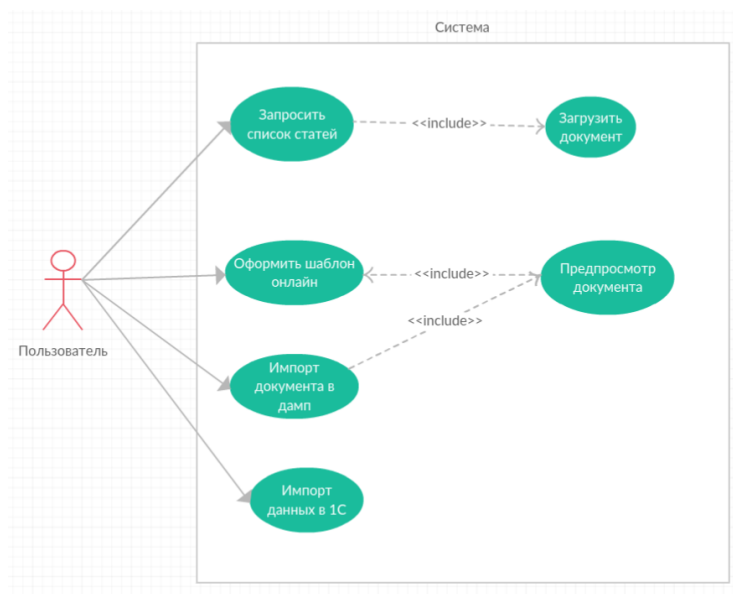 Система
Запросить
список статей
<<include>>
Загрузить
документ
Оформить шаблон
онлайн
<<include>>
Предпросмотр
документа
<<include>>
Пользователь
Импорт
документа в
дамп
Импорт
данных в 1С